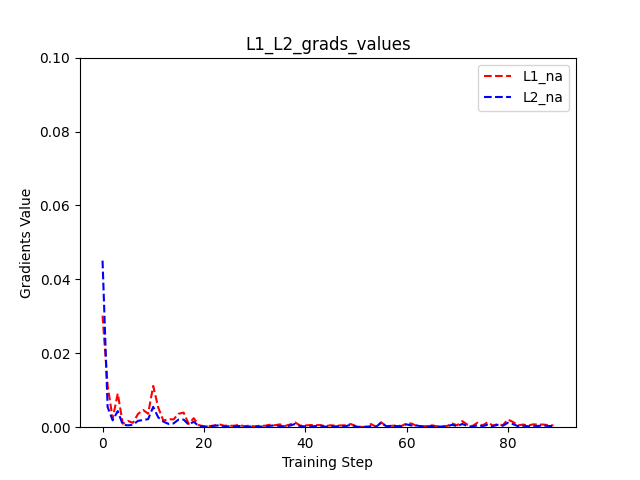 L1_L2_grads_values
L1_na
L2_na
Gradients Value
0.10
0.08
0.06
0.04
0.02
0.00
0 20 40 60 80
Training Step